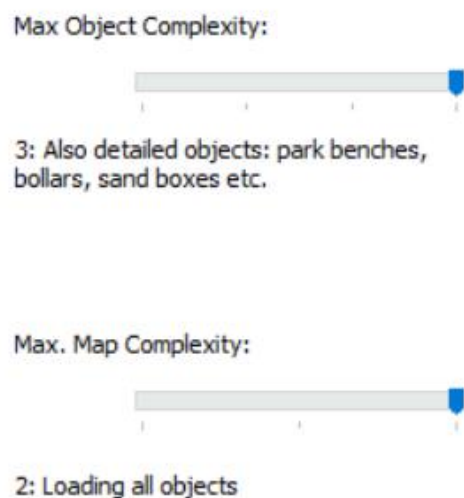 Max Object Complexity:
3: Also detailed objects: park benches,
bollars, sand boxes etc.
Max. Map Complexity:
2: Loading all objects